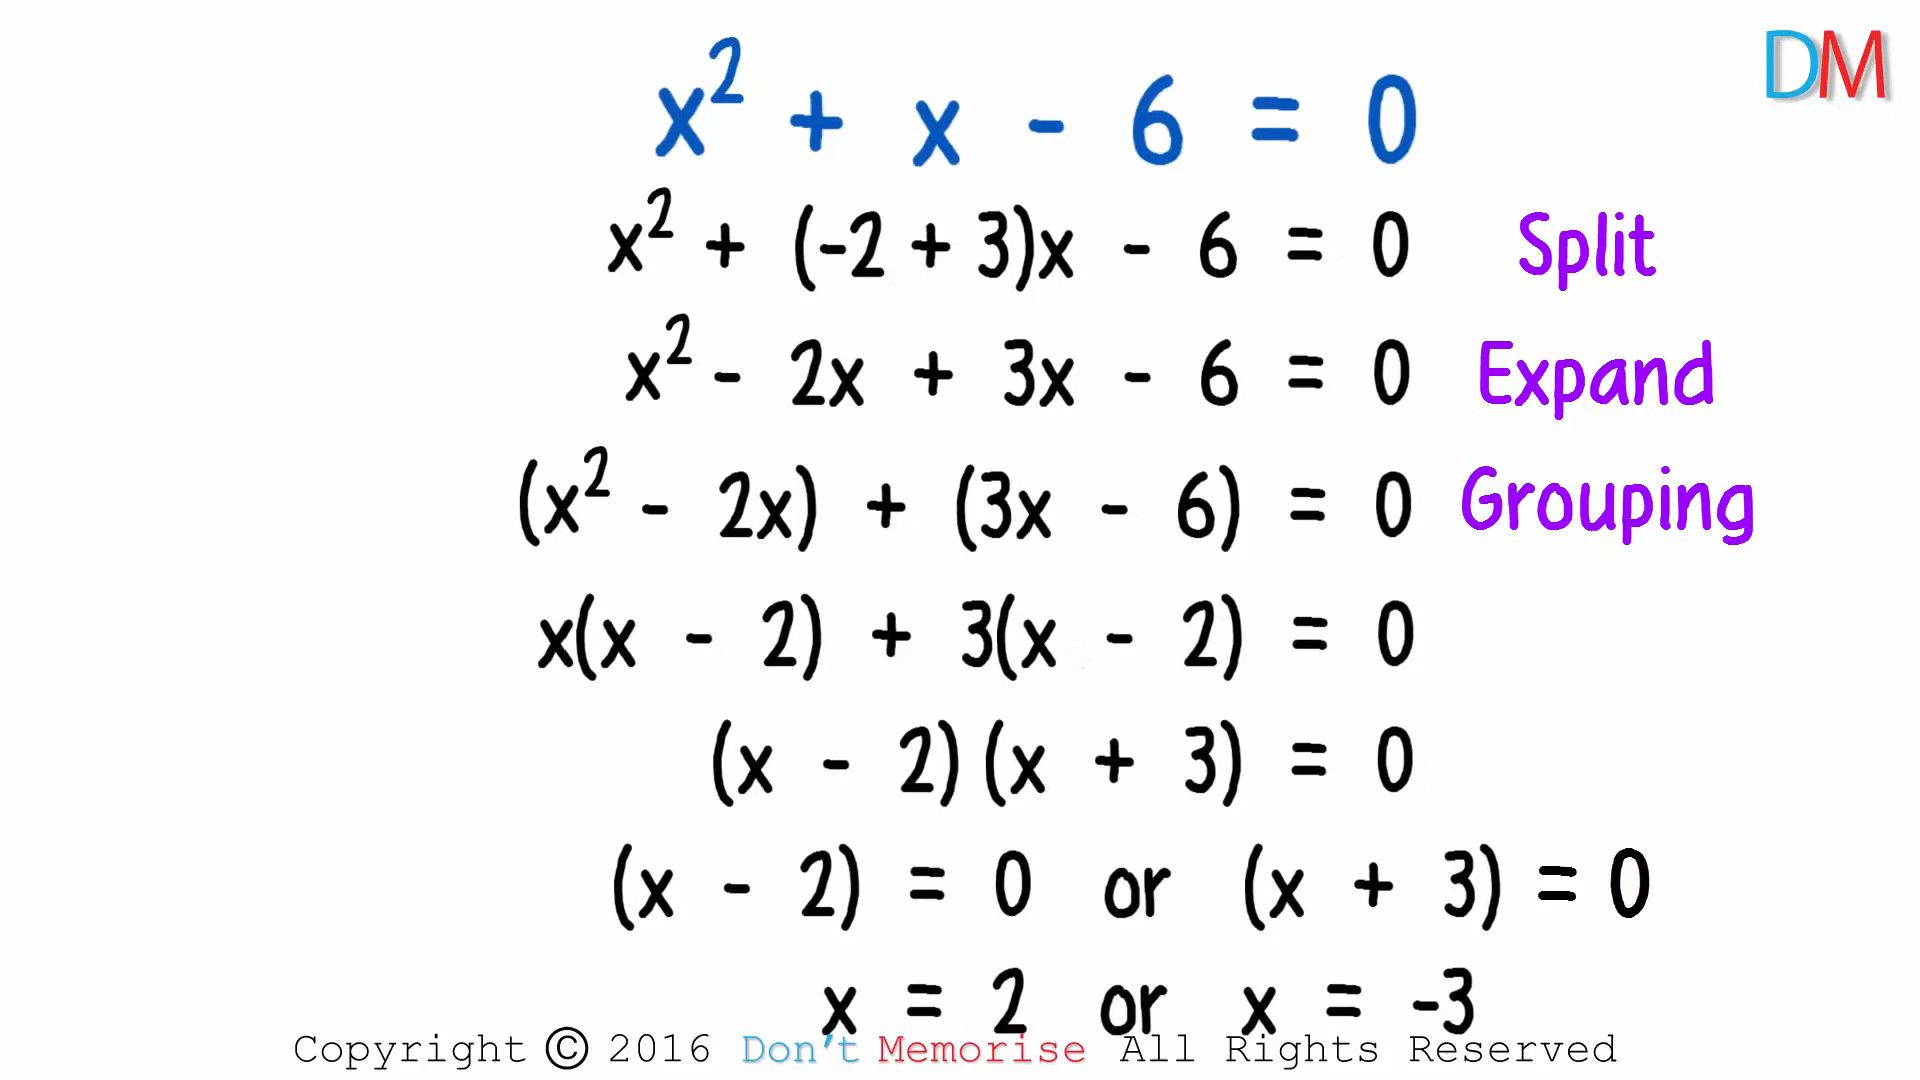 DM
x² + x - 6 = 0
x² + (-2 + 3)x - 6 = 0 Split
x² - 2x + 3x - 6 = 0 Expand
(x² - 2x) + (3x - 6) = 0 Grouping
x(x - 2) + 3(x - 2) = 0
(x - 2)(x + 3) = 0
(x - 2) = 0 or (x + 3) = 0
x = 2 or x = -3
Copyright © 2016 Don't Memorise All Rights Reserved